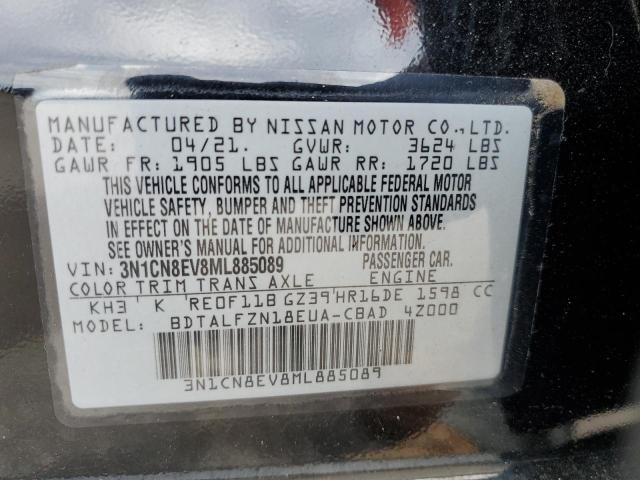 MANUFACTURED BY NISSAN MOTOR CO., LTD.
DATE: 04/21. GVWR: 3624 LBS
GAWR FR: 1905 LBS GAWR RR: 1720 LBS
THIS VEHICLE CONFORMS TO ALL APPLICABLE FEDERAL MOTOR
VEHICLE SAFETY, BUMPER AND THEFT PREVENTION STANDARDS
IN EFFECT ON THE DATE OF MANUFACTURE SHOWN ABOVE.
SEE OWNER'S MANUAL FOR ADDITIONAL INFORMATION.
VIN: 3N1CN8EV8ML885089 PASSENGER CAR.
COLOR TRIM TRANS AXLE ENGINE
KH3 K RE0F11B GZ39 HR16DE 1598 CC
MODEL: BDTALFZN18EUA-CBAD 4Z000
3N1CN8EV8ML885089